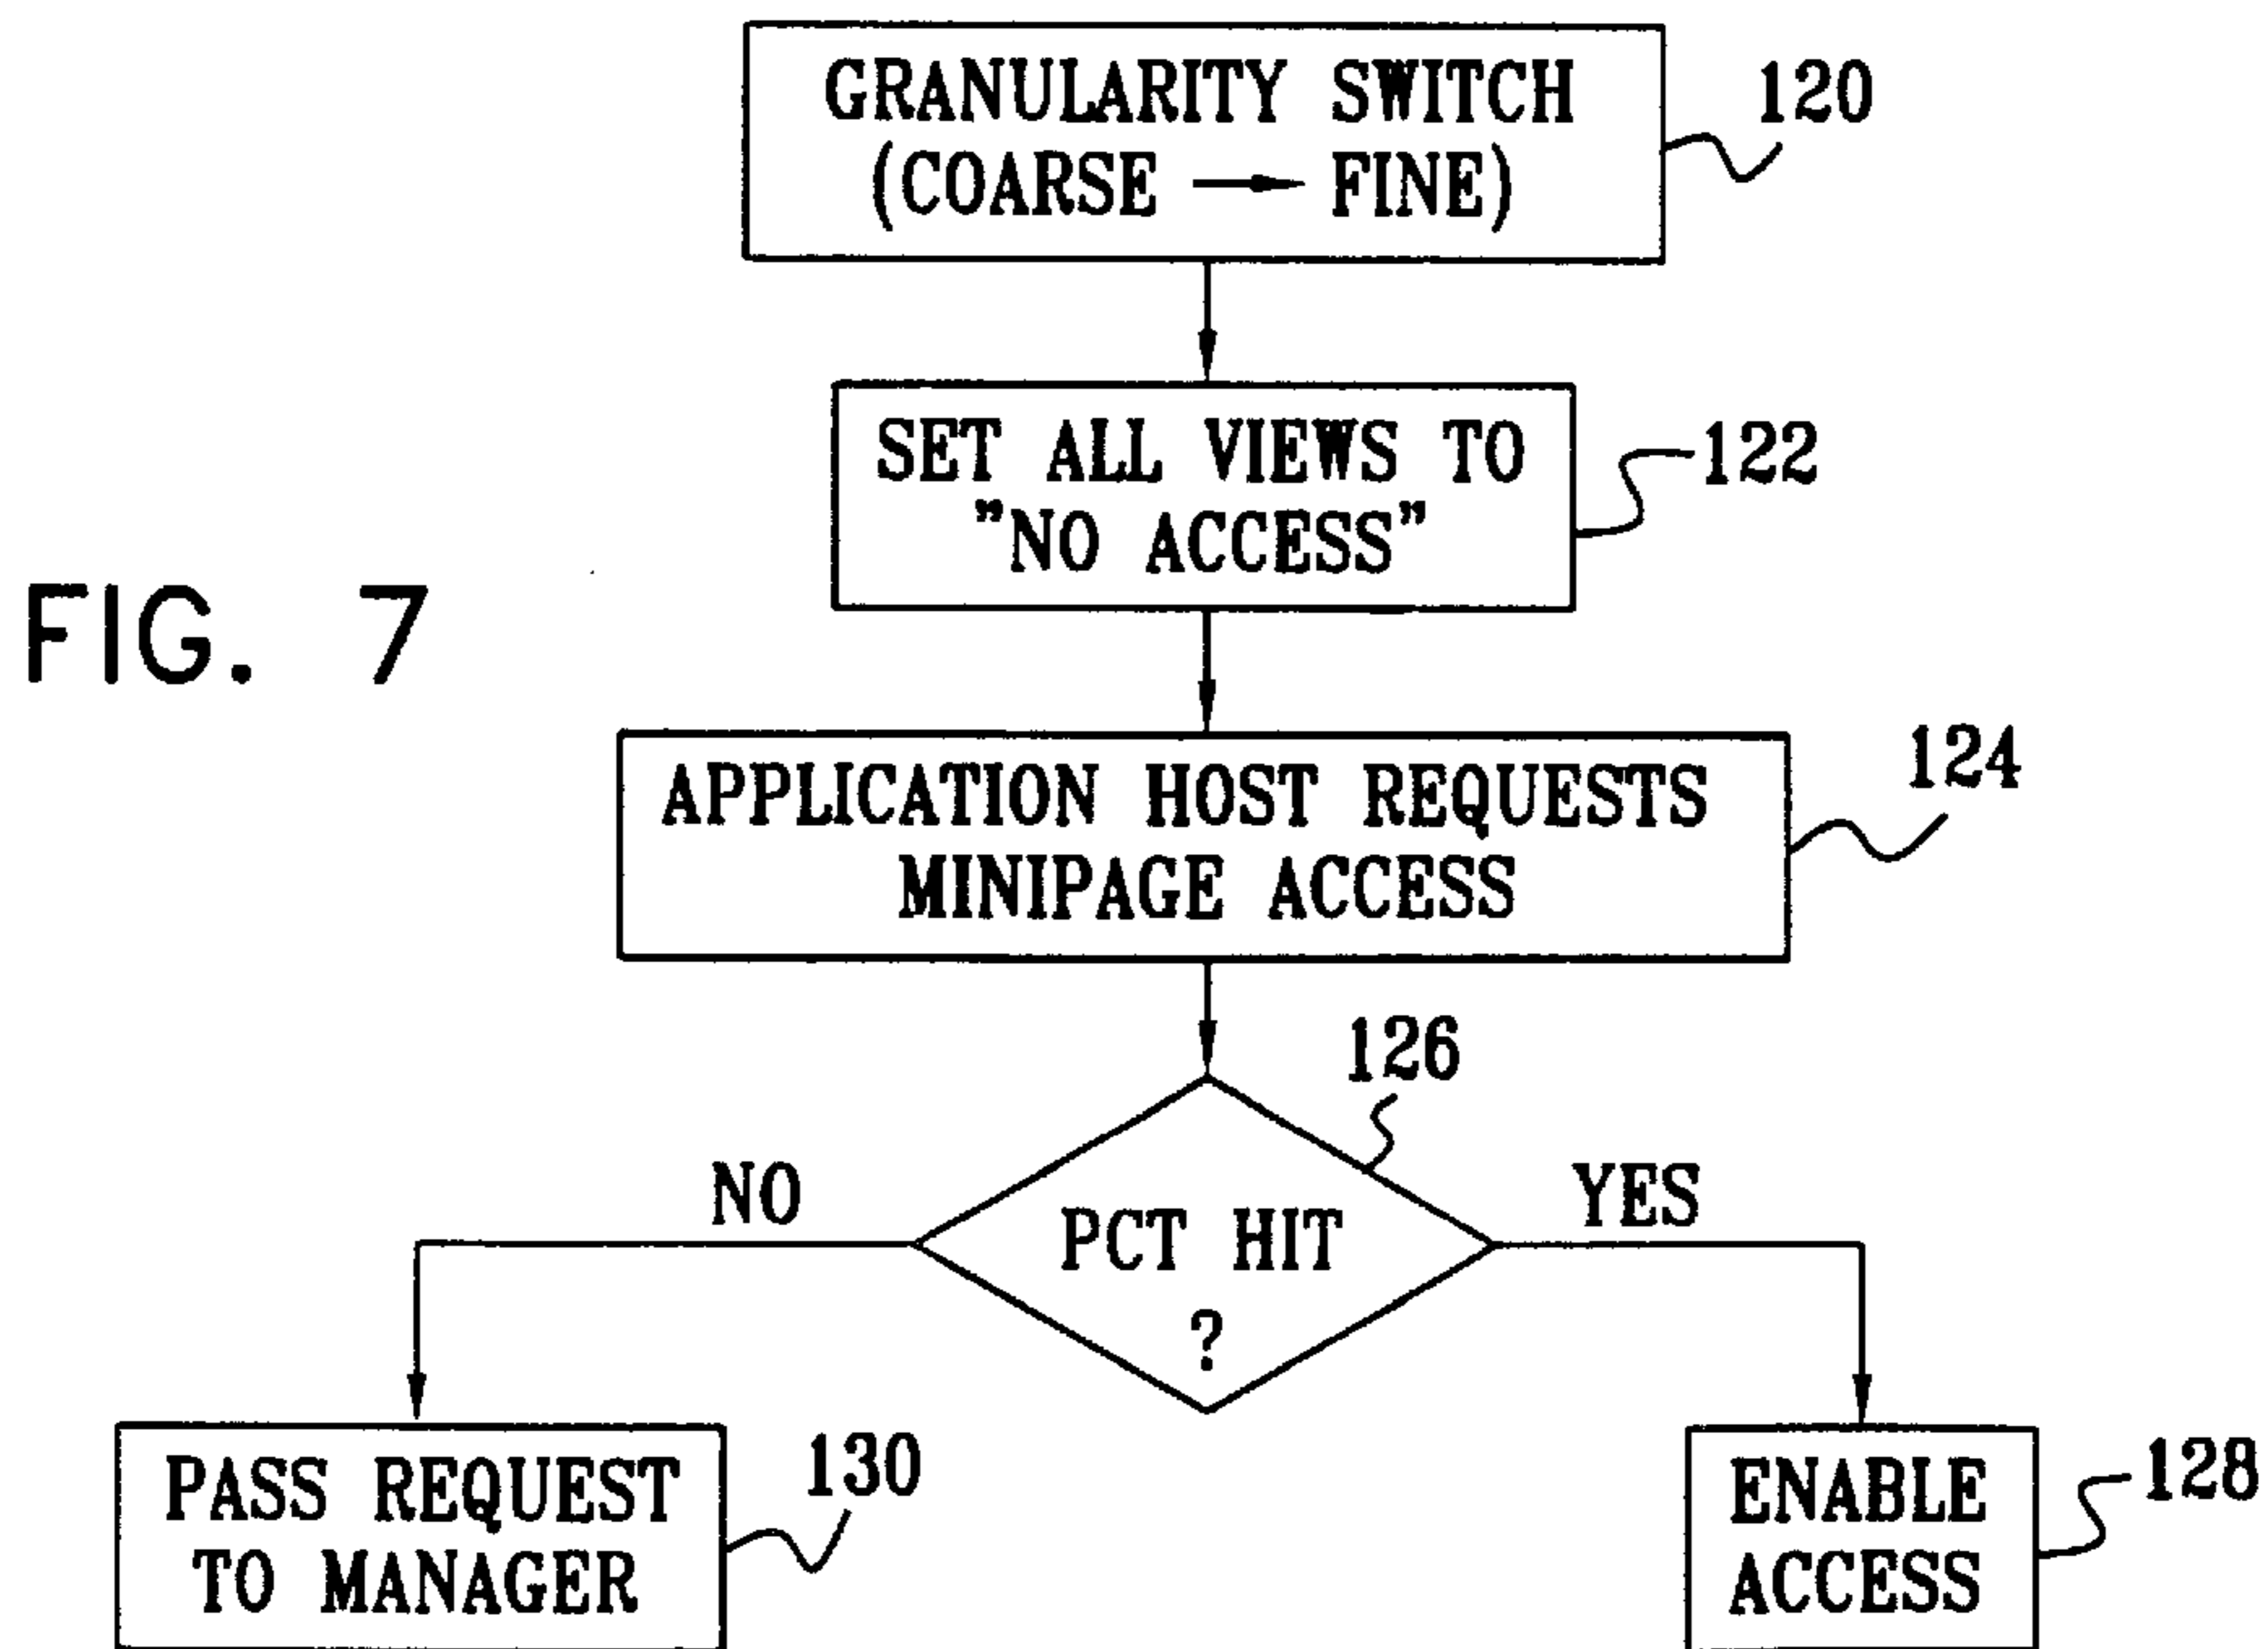 GRANULARITY SWITCH
(COARSE → FINE)
120
SET ALL VIEWS TO
"NO ACCESS"
122
FIG. 7
APPLICATION HOST REQUESTS
MINIPAGE ACCESS
124
126
NO
PCT HIT
?
YES
PASS REQUEST
TO MANAGER
130
ENABLE
ACCESS
128